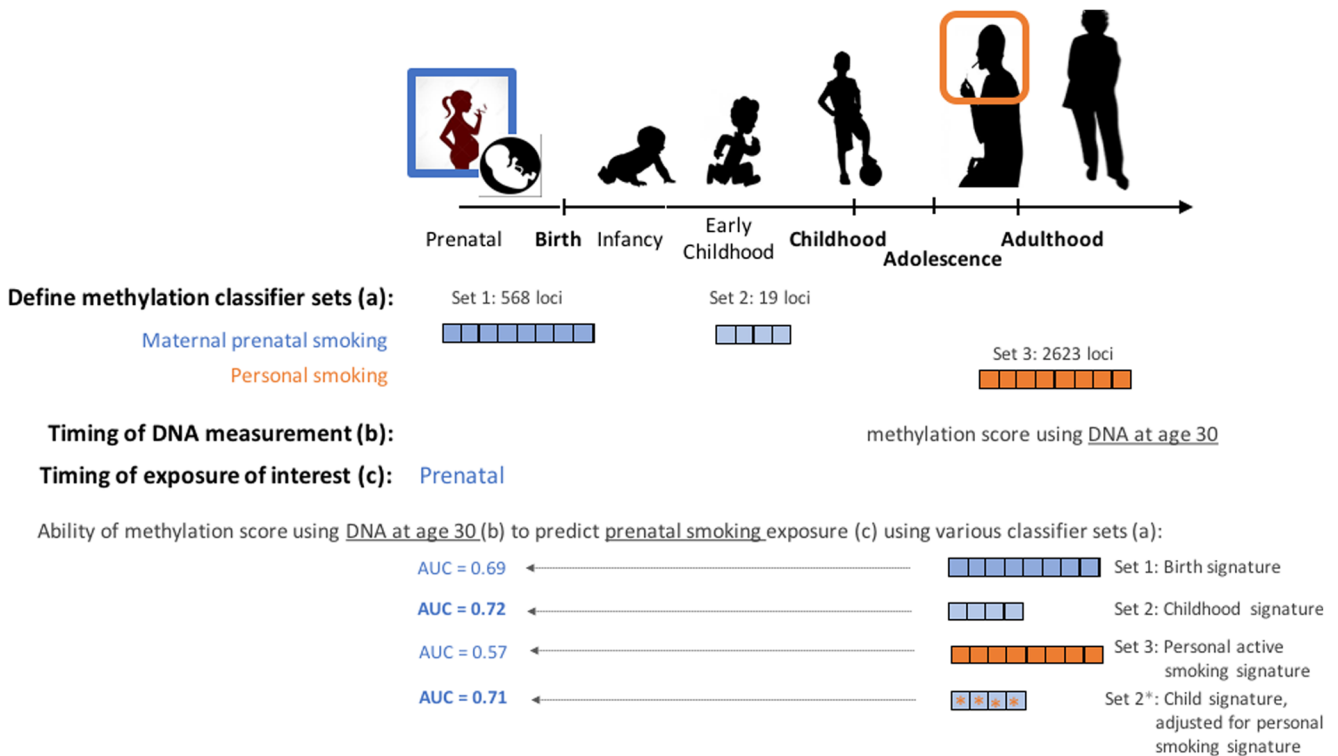 Prenatal
Birth
Infancy
Early
Childhood
Childhood
Adolescence
Adulthood
Define methylation classifier sets (a):
Set 1: 568 loci
Set 2: 19 loci
Maternal prenatal smoking
Set 3: 2623 loci
Personal smoking
Timing of DNA measurement (b):
methylation score using DNA at age 30
Timing of exposure of interest (c):
Prenatal
Ability of methylation score using DNA at age 30 (b) to predict prenatal smoking exposure (c) using various classifier sets (a):
AUC = 0.69
Set 1: Birth signature
AUC = 0.72
Set 2: Childhood signature
AUC = 0.57
Set 3: Personal active
smoking signature
AUC = 0.71
* * * *
Set 2*: Child signature,
adjusted for personal
smoking signature